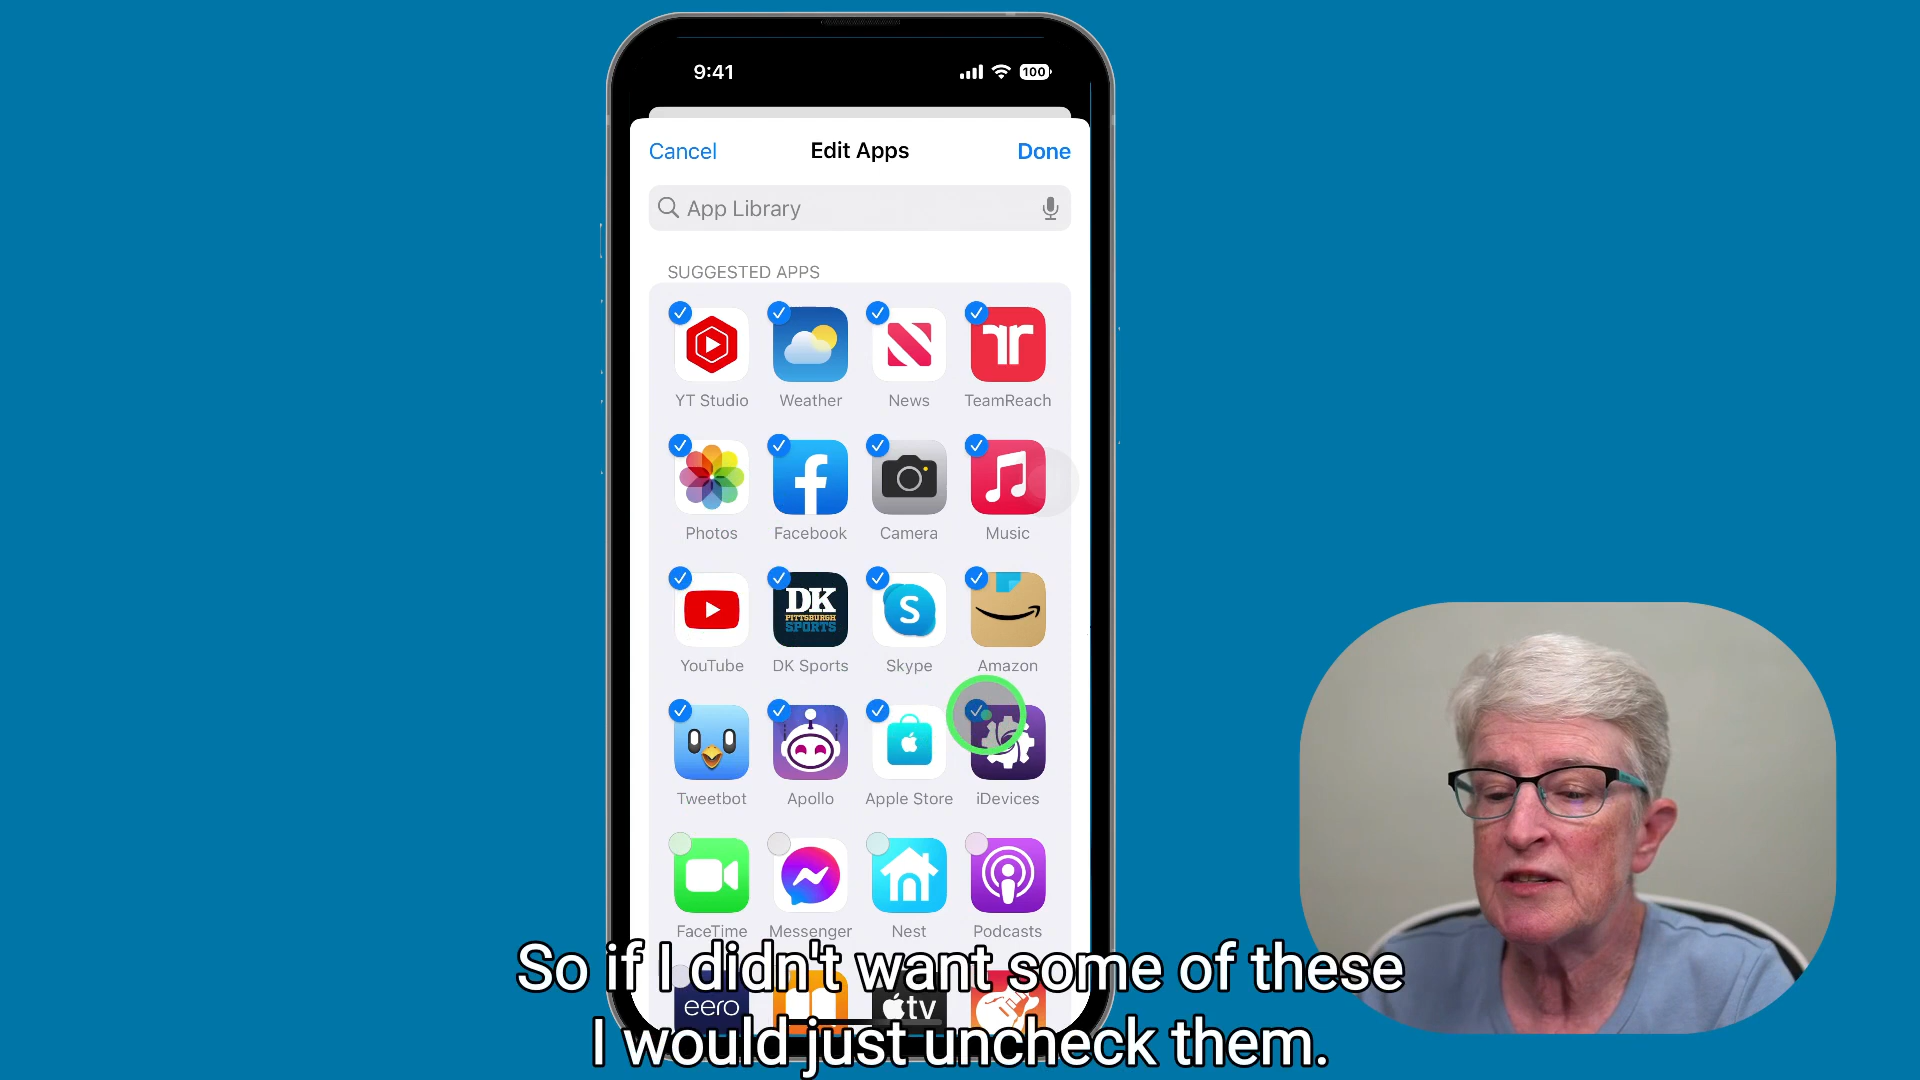 9:41
100
Cancel
Edit Apps
Done
App Library
SUGGESTED APPS
YT Studio
Weather
News
TeamReach
Photos
Facebook
Camera
Music
DK
PITTSBURGH
SPORTS
S
YouTube
DK Sports
Skype
Amazon
Tweetbot
Apollo
Apple Store
iDevices
FaceTime
Messenger
Nest
Podcasts
eero
tv
So if I didn't want some of these
I would just uncheck them.